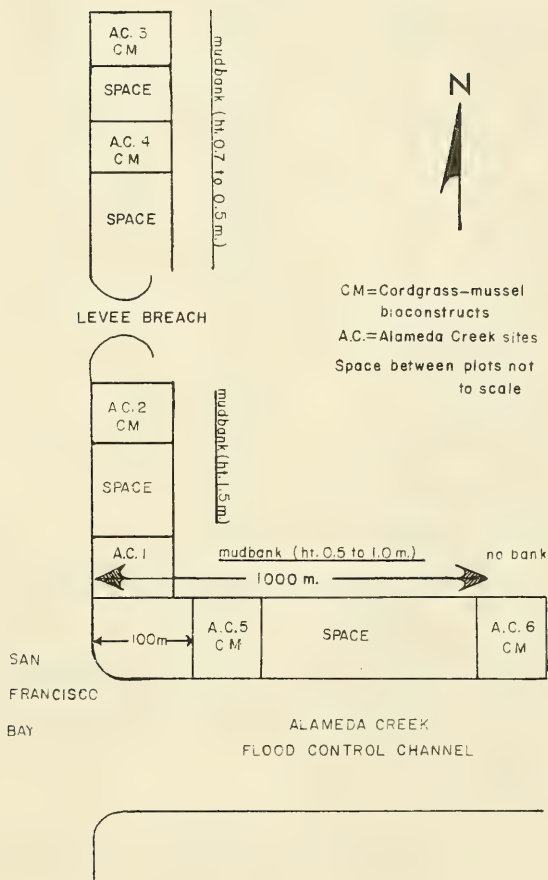 A.C. 3
CM
SPACE
A.C. 4
CM
SPACE
mudbank (ht. 0.7 to 0.5 m.)
N
CM=Cordgrass-mussel
bioconstructs
A.C.=Alameda Creek sites
Space between plots not
to scale
LEVEE BREACH
A.C. 2
CM
SPACE
A.C. 1
mudbank (ht. 1.5 m.)
mudbank (ht. 0.5 to 1.0 m.)
no bank
1000 m.
100m
A.C. 5
CM
SPACE
A.C. 6
CM
SAN
FRANCISCO
BAY
ALAMEDA CREEK
FLOOD CONTROL CHANNEL